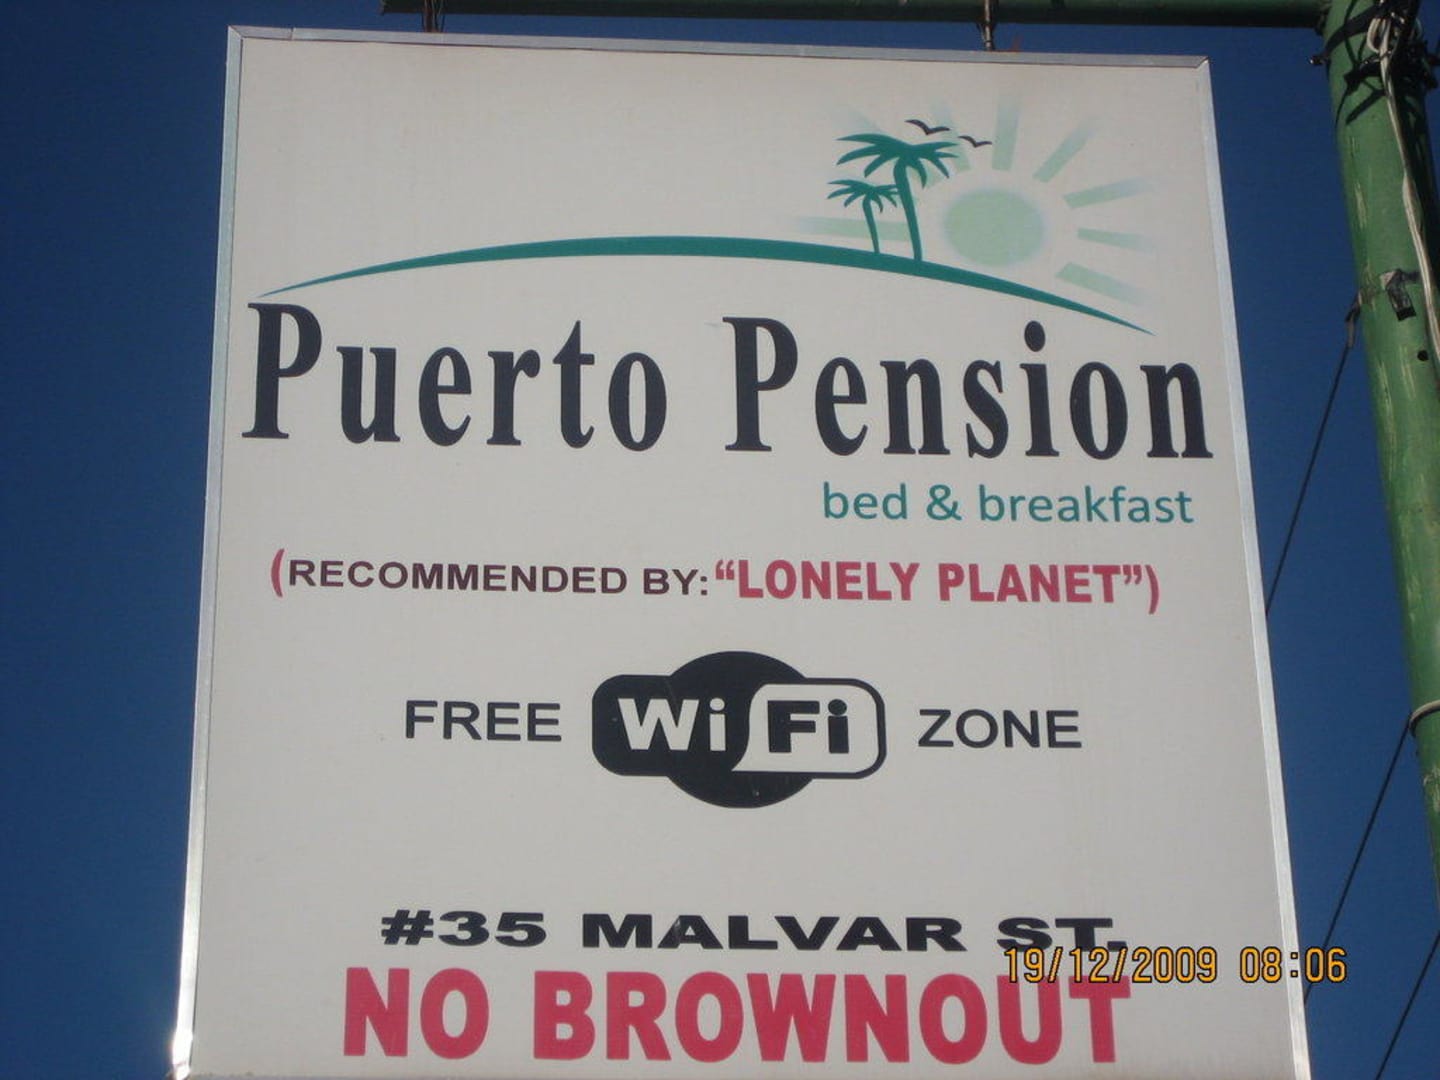 Puerto Pension
bed & breakfast
(RECOMMENDED BY: “LONELY PLANET”)
FREE WiFi ZONE
#35 MALVAR ST.
19/12/2009 08:06
NO BROWNOUT